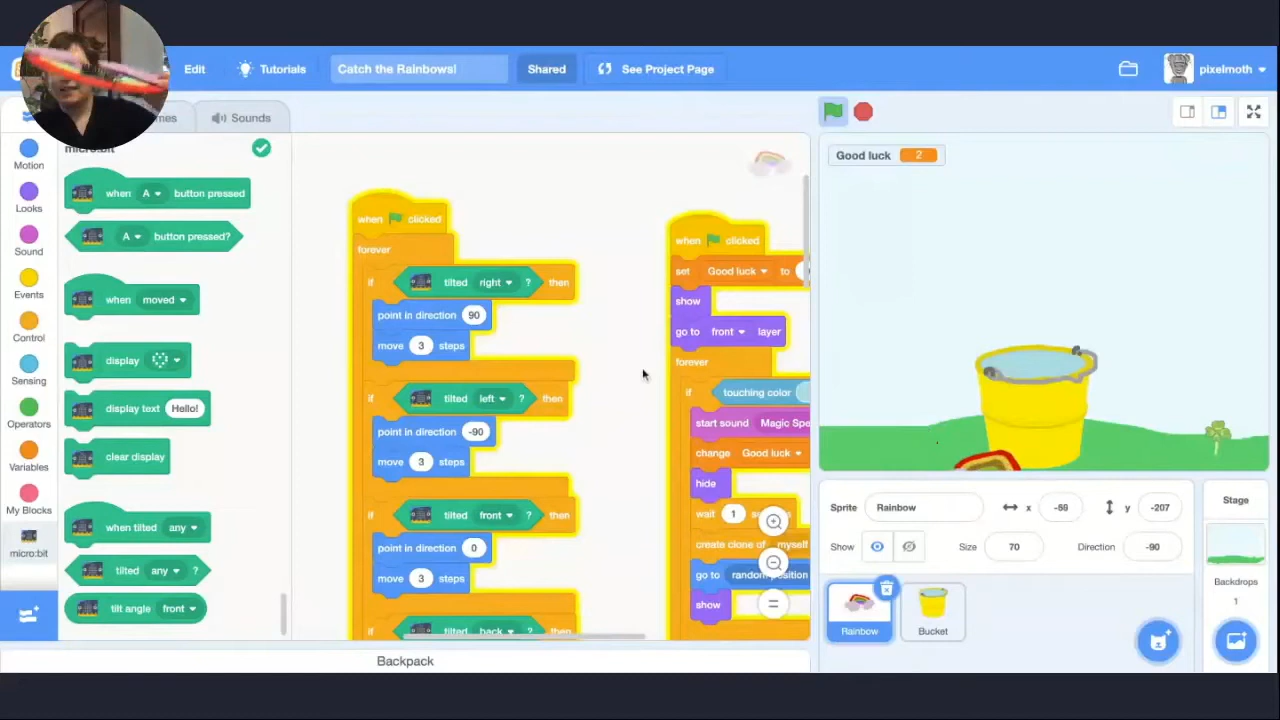 Edit
Tutorials
Catch the Rainbows!
Shared
See Project Page
pixelmoth
Sounds
Motion
Looks
Sound
Events
Control
Sensing
Operators
Variables
My Blocks
micro:bit
when A button pressed
A button pressed?
when moved
display
display text Hello!
clear display
when tilted any
tilted any ?
tilt angle front
when clicked
forever
if tilted right ? then
point in direction 90
move 3 steps
if tilted left ? then
point in direction -90
move 3 steps
if tilted front ? then
point in direction 0
move 3 steps
if tilted back ? then
when clicked
set Good luck to
show
go to front layer
forever
if touching color
start sound Magic Spe
change Good luck
hide
wait 1
create clone of myself
go to random position
show
Backpack
Good luck 2
Sprite Rainbow x -69 y -207
Show Size 70 Direction -90
Rainbow
Bucket
Stage
Backdrops
1